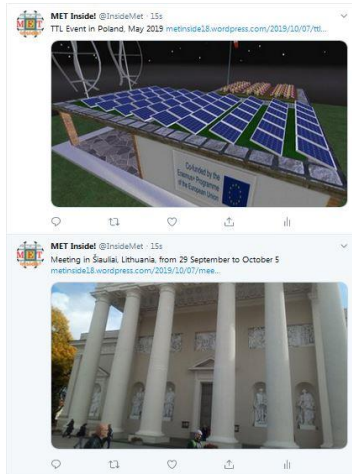 MET
MET Inside! @InsideMet · 15s
TTL Event in Poland, May 2019 metinside18.wordpress.com/2019/10/07/ttl...
Co-funded by the
Erasmus+ Programme
of the European Union
MET
MET Inside! @InsideMet · 15s
Meeting in Šiauliai, Lithuania, from 29 September to October 5
metinside18.wordpress.com/2019/10/07/mee...